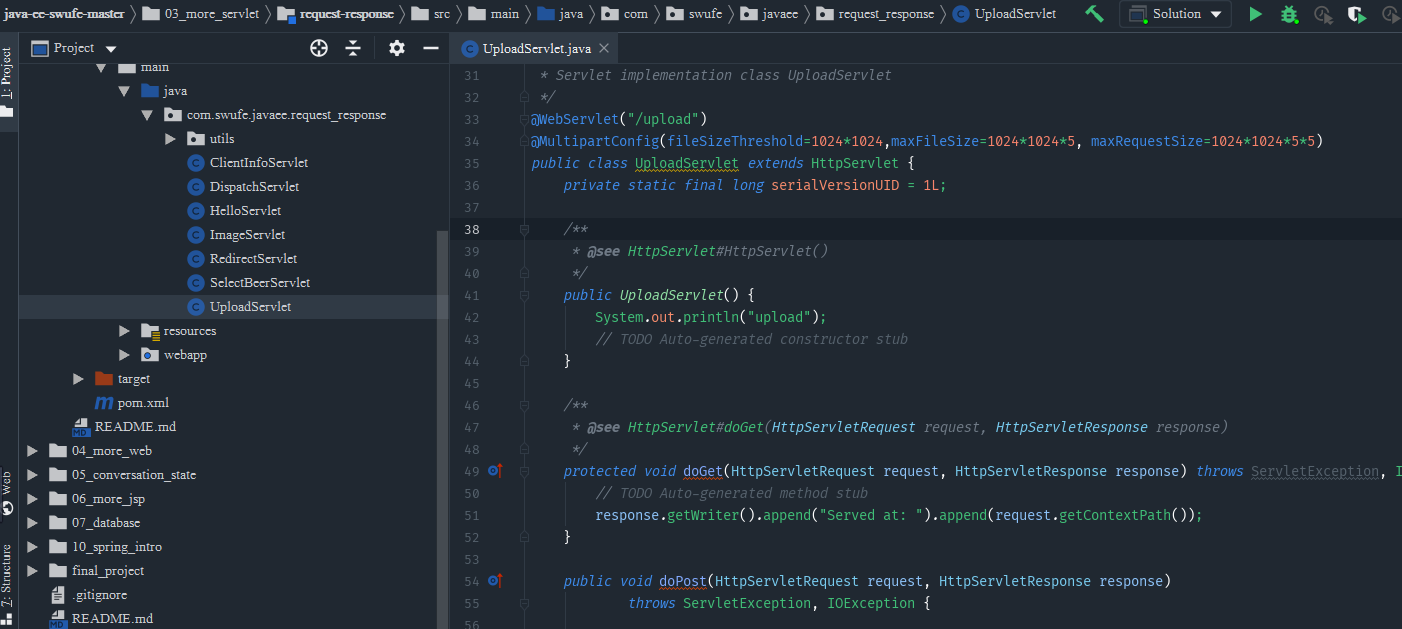 java-ee-swufe-master 03_more_servlet request-response src main java com swufe javaee request_response UploadServlet Solution
1: Project
Project
main
java
com.swufe.javaee.request_response
utils
ClientInfoServlet
DispatchServlet
HelloServlet
ImageServlet
RedirectServlet
SelectBeerServlet
UploadServlet
resources
webapp
target
pom.xml
README.md
04_more_web
05_conversation_state
06_more_jsp
07_database
10_spring_intro
final_project
.gitignore
README.md
Web
7: Structure
UploadServlet.java
31 * Servlet implementation class UploadServlet
32 */
33 @WebServlet("/upload")
34 @MultipartConfig(fileSizeThreshold=1024*1024,maxFileSize=1024*1024*5, maxRequestSize=1024*1024*5*5)
35 public class UploadServlet extends HttpServlet {
36 private static final long serialVersionUID = 1L;
37
38 /**
39 * @see HttpServlet#HttpServlet()
40 */
41 public UploadServlet() {
42 System.out.println("upload");
43 // TODO Auto-generated constructor stub
44 }
45
46 /**
47 * @see HttpServlet#doGet(HttpServletRequest request, HttpServletResponse response)
48 */
49 protected void doGet(HttpServletRequest request, HttpServletResponse response) throws ServletException, I
50 // TODO Auto-generated method stub
51 response.getWriter().append("Served at: ").append(request.getContextPath());
52 }
53
54 public void doPost(HttpServletRequest request, HttpServletResponse response)
55 throws ServletException, IOException {
56